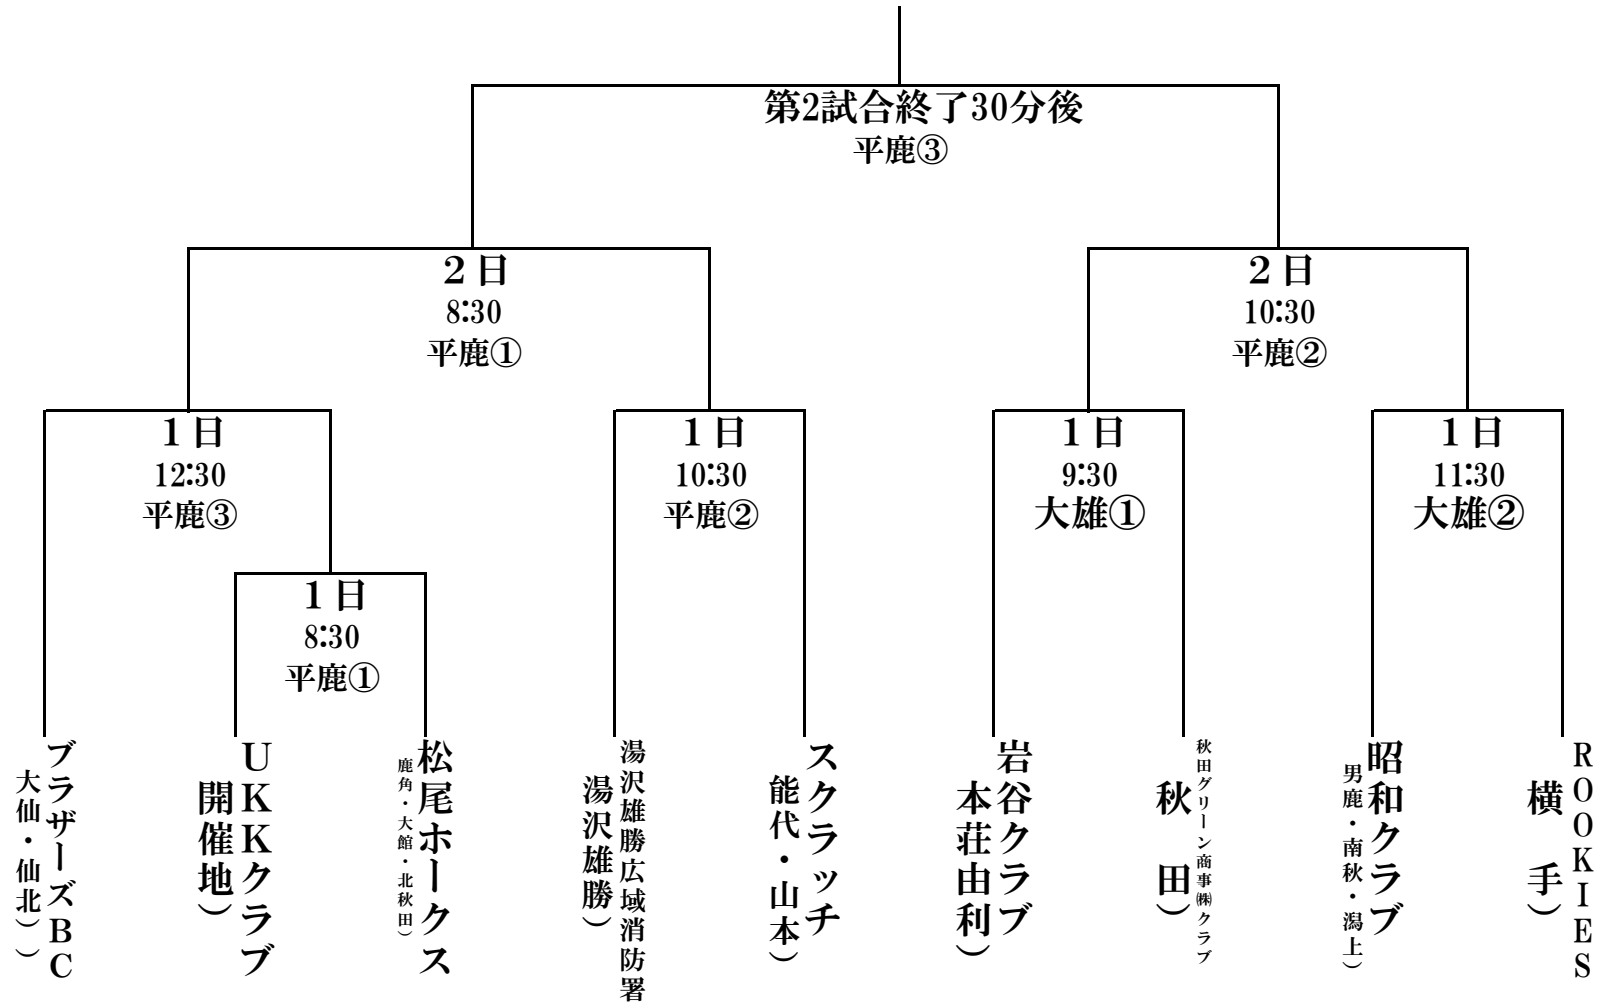 第2試合終了30分後
平鹿③
２日
8:30
平鹿①
２日
10:30
平鹿②
１日
12:30
平鹿③
１日
10:30
平鹿②
１日
9:30
大雄①
１日
11:30
大雄②
１日
8:30
平鹿①
ブラザーズＢＣ
大仙・仙北））
ＵＫＫクラブ
開催地）
松尾ホークス
鹿角・大館・北秋田）
湯沢雄勝広域消防署
湯沢雄勝）
スクラッチ
能代・山本）
岩谷クラブ
本荘由利）
秋田グリーン商事㈱クラブ
秋　田）
昭和クラブ
男鹿・南秋・潟上）
ＲＯＯＫＩＥＳ
横　手）